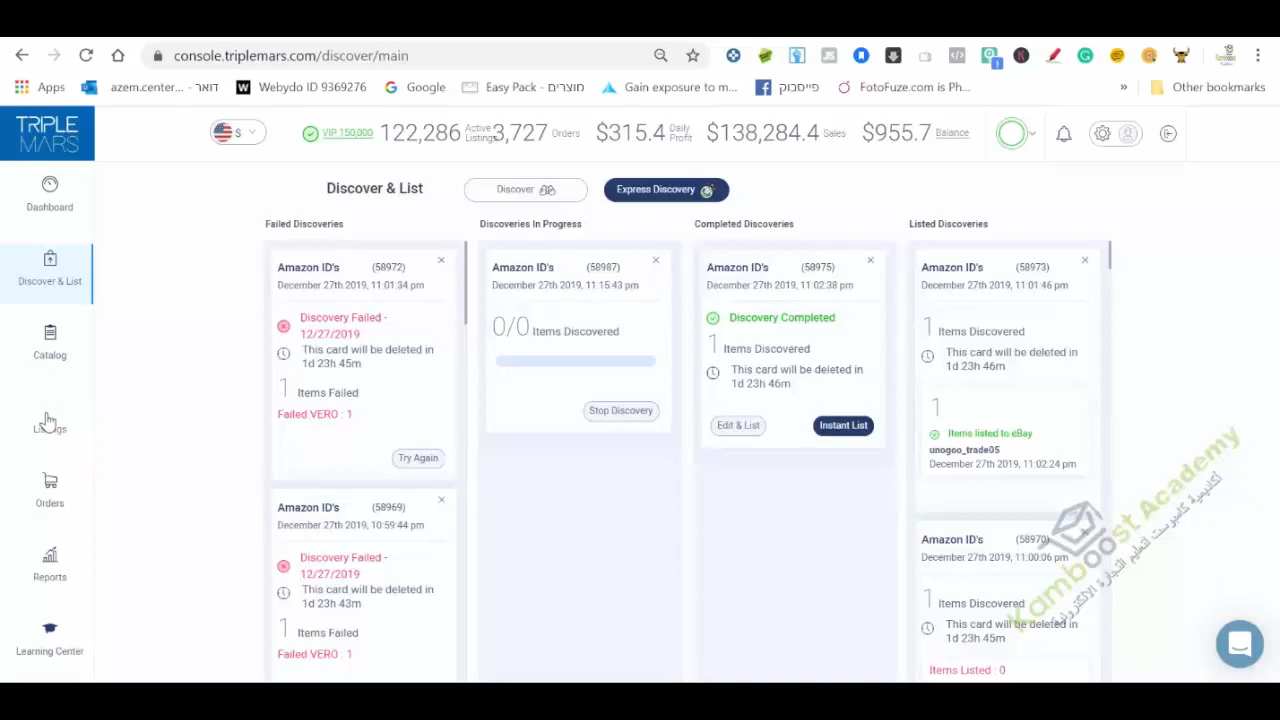 console.triplemars.com/discover/main
Apps
azem.center... - דואר
Webydo ID 9369276
Google
Easy Pack - מוצרים
Gain exposure to m...
פייסבוק
FotoFuze.com is Ph...
»
Other bookmarks
TRIPLE
MARS
$
VIP 150,000
122,286 Active Listings
3,727 Orders
$315.4 Daily Profit
$138,284.4 Sales
$955.7 Balance
Dashboard
Discover & List
Catalog
Orders
Reports
Learning Center
Discover & List
Discover
Express Discovery
Failed Discoveries
Amazon ID's (58972)
December 27th 2019, 11:01:34 pm
Discovery Failed -
12/27/2019
This card will be deleted in
1d 23h 45m
1 Items Failed
Failed VERO : 1
Try Again
Amazon ID's (58969)
December 27th 2019, 10:59:44 pm
Discovery Failed -
12/27/2019
This card will be deleted in
1d 23h 43m
1 Items Failed
Failed VERO : 1
Discoveries In Progress
Amazon ID's (58987)
December 27th 2019, 11:15:43 pm
0/0 Items Discovered
Stop Discovery
Completed Discoveries
Amazon ID's (58975)
December 27th 2019, 11:02:38 pm
Discovery Completed
1 Items Discovered
This card will be deleted in
1d 23h 46m
Edit & List
Instant List
Listed Discoveries
Amazon ID's (58973)
December 27th 2019, 11:01:46 pm
1 Items Discovered
This card will be deleted in
1d 23h 46m
1
Items listed to eBay
unogoo_trade05
December 27th 2019, 11:02:24 pm
Amazon ID's (58970)
December 27th 2019, 11:00:06 pm
1 Items Discovered
This card will be deleted in
1d 23h 45m
Items Listed : 0
Kamboost Academy
أكاديمية كامبوست لتعليم التجارة الالكترونية